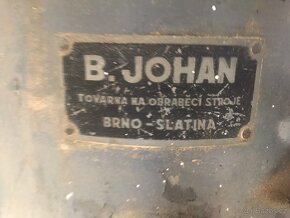 B. JOHAN
TOVÁRNA NA OBRÁBĚCÍ STROJE
BRNO - SLATINA